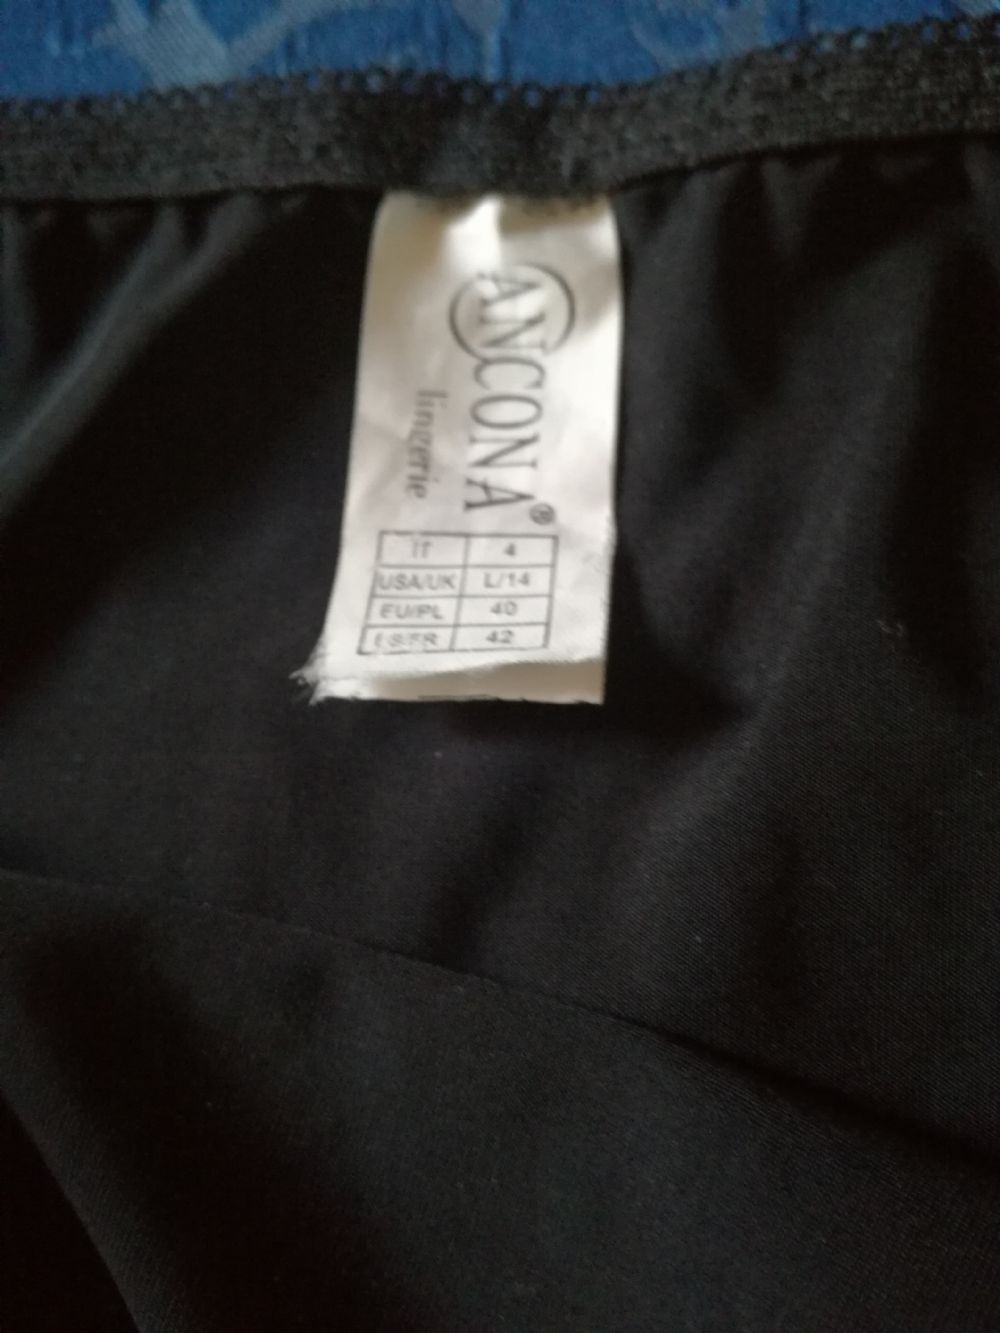 ANCONA®
lingerie
IT 4
USA/UK L/14
EU/PL 40
ES/FR 42